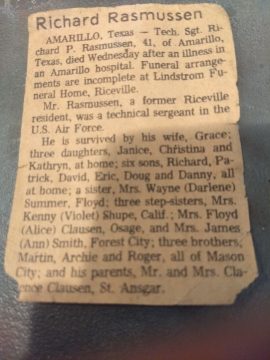 Richard Rasmussen
AMARILLO, Texas — Tech. Sgt. Ri-
chard P. Rasmussen, 41, of Amarillo,
Texas, died Wednesday after an illness in
an Amarillo hospital. Funeral arrange-
ments are incomplete at Lindstrom Fu-
neral Home, Riceville.
Mr. Rasmussen, a former Riceville
resident, was a technical sergeant in the
U.S. Air Force.
He is survived by his wife, Grace;
three daughters, Janice, Christina and
Kathryn, at home; six sons, Richard, Pa-
trick, David, Eric, Doug and Danny, all
at home; a sister, Mrs. Wayne (Darlene)
Summer, Floyd; three step-sisters, Mrs.
Kenny (Violet) Shupe, Calif.; Mrs. Floyd
(Alice) Clausen, Osage, and Mrs. James
(Ann) Smith, Forest City; three brothers,
Martin, Archie and Roger, all of Mason
City; and his parents, Mr. and Mrs. Cla-
ence Clausen, St. Ansgar.